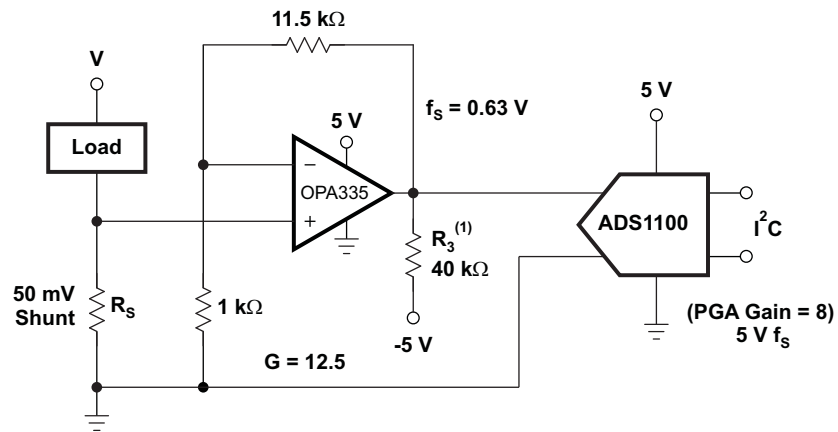 11.5 kΩ
V
f_S = 0.63 V
5 V
5 V
Load
−
OPA335
+
ADS1100
I²C
R_3^(1)
40 kΩ
50 mV
Shunt
R_S
1 kΩ
-5 V
(PGA Gain = 8)
5 V f_S
G = 12.5